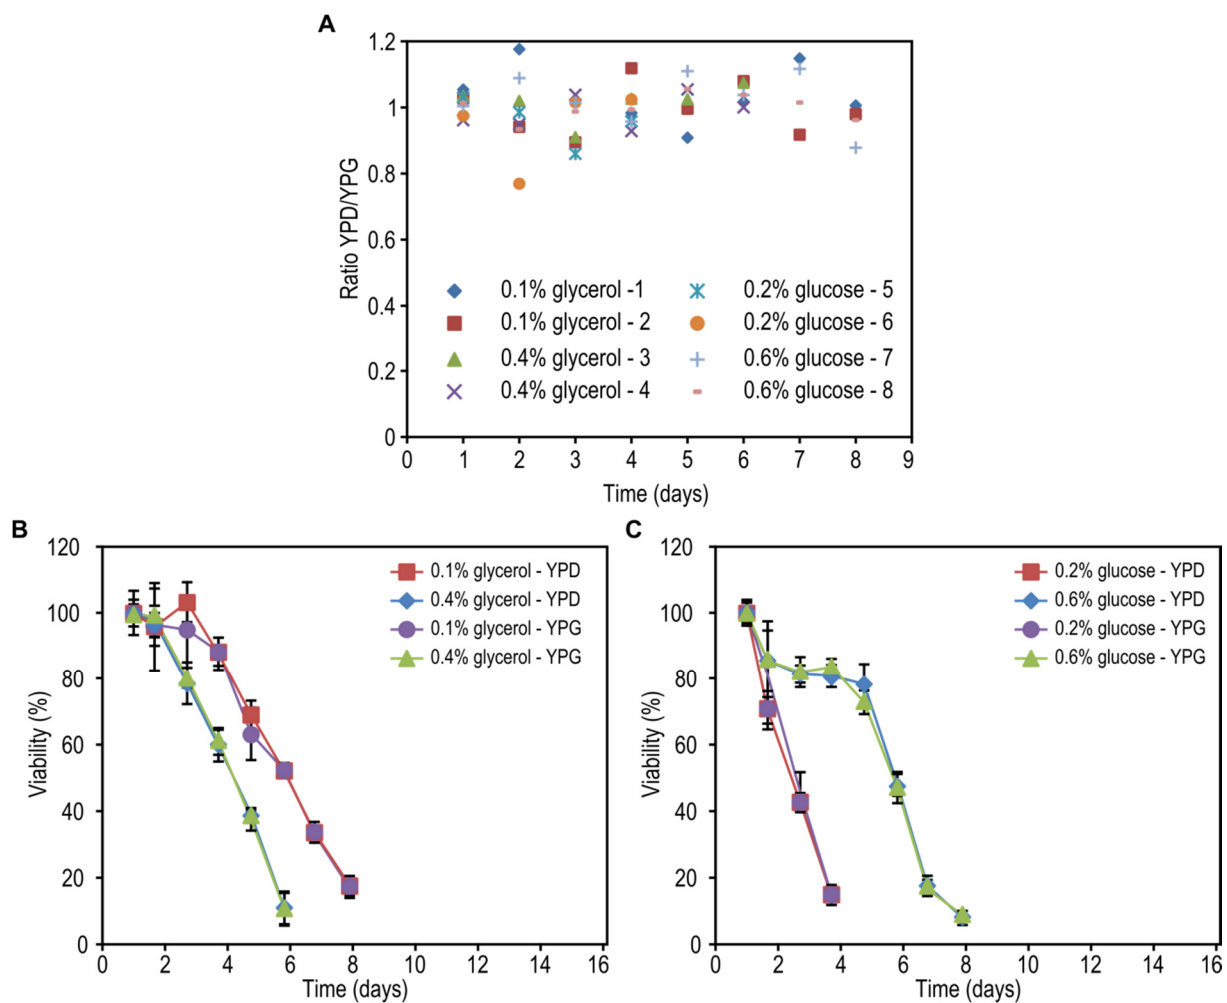 A
1.2
1
0.8
0.6
0.4
0.2
0
Ratio YPD/YPG
0.1% glycerol -1
0.1% glycerol - 2
0.4% glycerol - 3
0.4% glycerol - 4
0.2% glucose - 5
0.2% glucose - 6
0.6% glucose - 7
0.6% glucose - 8
0 1 2 3 4 5 6 7 8 9
Time (days)
B
120
100
80
60
40
20
0
Viability (%)
0.1% glycerol - YPD
0.4% glycerol - YPD
0.1% glycerol - YPG
0.4% glycerol - YPG
0 2 4 6 8 10 12 14 16
Time (days)
C
120
100
80
60
40
20
0
Viability (%)
0.2% glucose - YPD
0.6% glucose - YPD
0.2% glucose - YPG
0.6% glucose - YPG
0 2 4 6 8 10 12 14 16
Time (days)